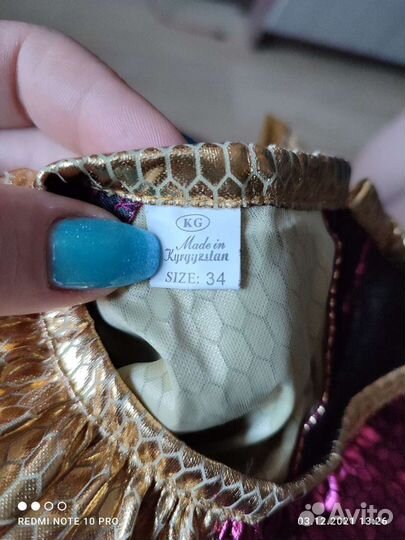 KG
Made in
Kyrgyzstan
SIZE: 34
REDMI NOTE 10 PRO
03.12.2021 13:26
Avito